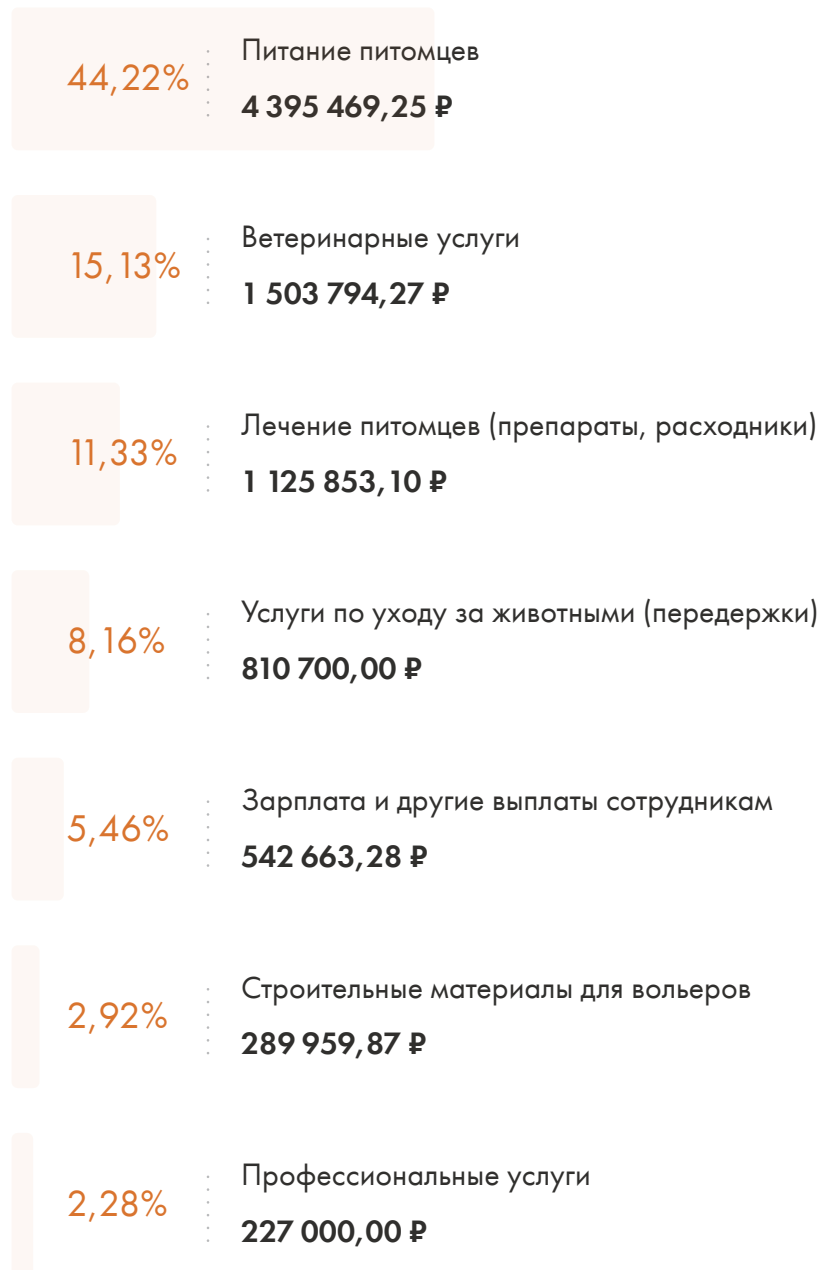 44,22%
Питание питомцев
4 395 469,25 ₽
15,13%
Ветеринарные услуги
1 503 794,27 ₽
11,33%
Лечение питомцев (препараты, расходники)
1 125 853,10 ₽
8,16%
Услуги по уходу за животными (передержки)
810 700,00 ₽
5,46%
Зарплата и другие выплаты сотрудникам
542 663,28 ₽
2,92%
Строительные материалы для вольеров
289 959,87 ₽
2,28%
Профессиональные услуги
227 000,00 ₽